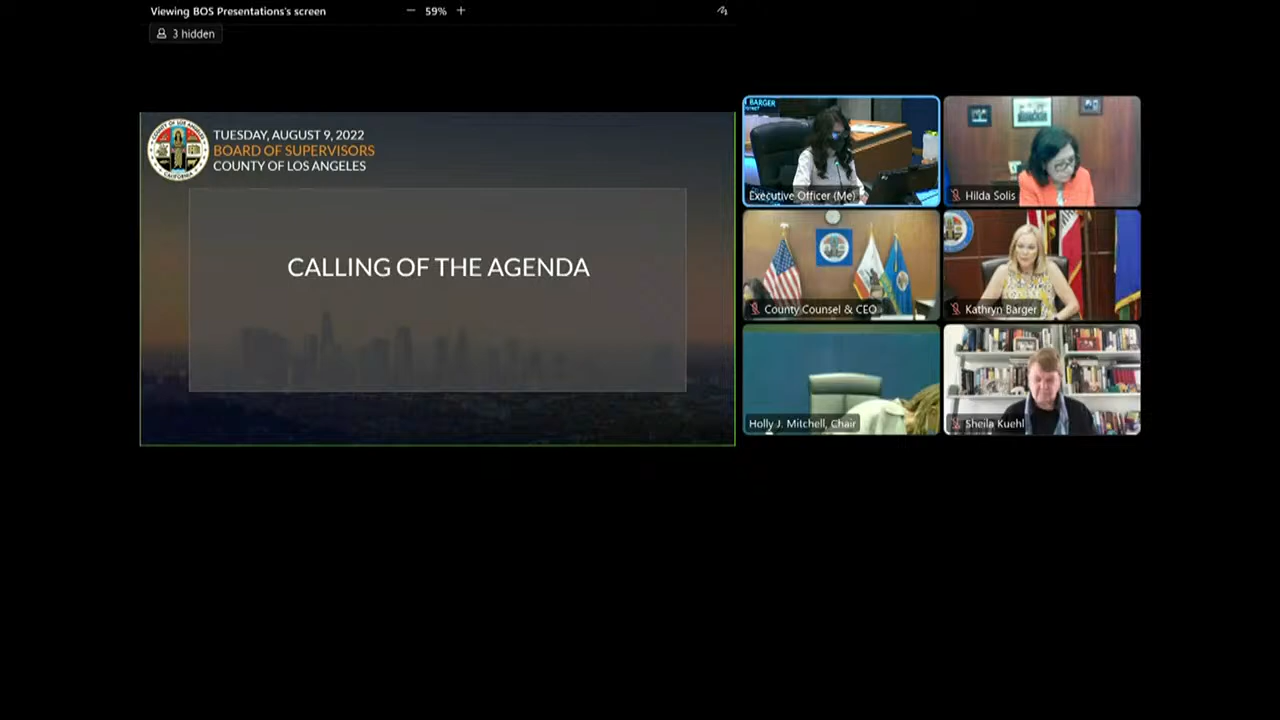 Viewing BOS Presentations's screen
59%
3 hidden
TUESDAY, AUGUST 9, 2022
BOARD OF SUPERVISORS
COUNTY OF LOS ANGELES
CALLING OF THE AGENDA
BARGER
Executive Officer (Me)
Hilda Solis
County Counsel & CEO
Kathryn Barger
Holly J. Mitchell, Chair
Sheila Kuehl